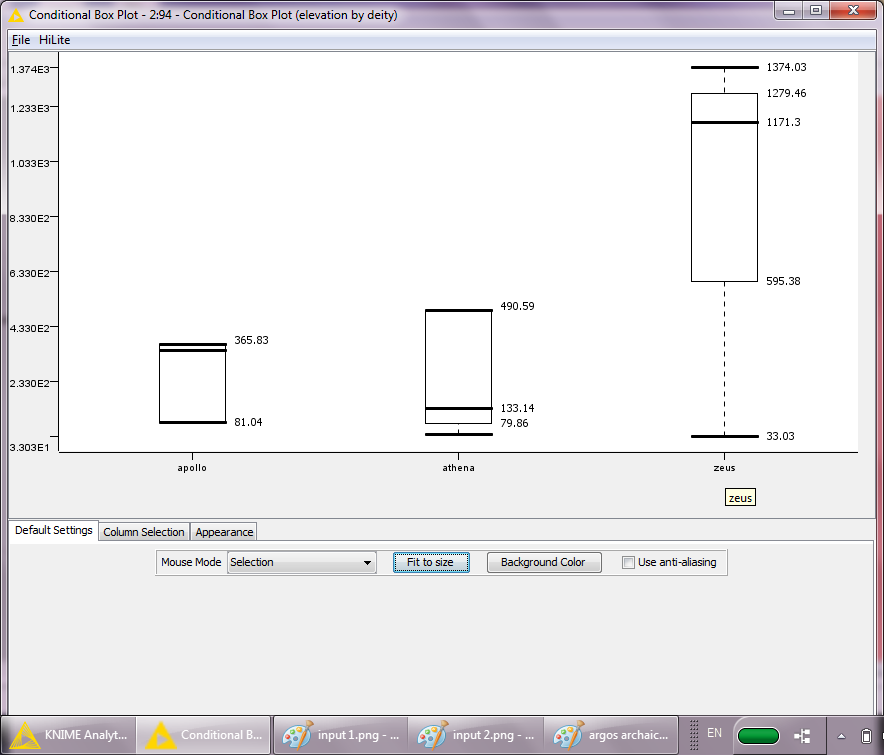 Conditional Box Plot - 2:94 - Conditional Box Plot (elevation by deity)
File HiLite
1.374E3
1.233E3
1.033E3
8.330E2
6.330E2
4.330E2
2.330E2
3.303E1
365.83
81.04
490.59
133.14
79.86
1374.03
1279.46
1171.3
595.38
33.03
apollo athena zeus
zeus
Default Settings Column Selection Appearance
Mouse Mode Selection Fit to size Background Color Use anti-aliasing
KNIME Analyt... Conditional B... input 1.png - ... input 2.png - ... argos archaic... EN